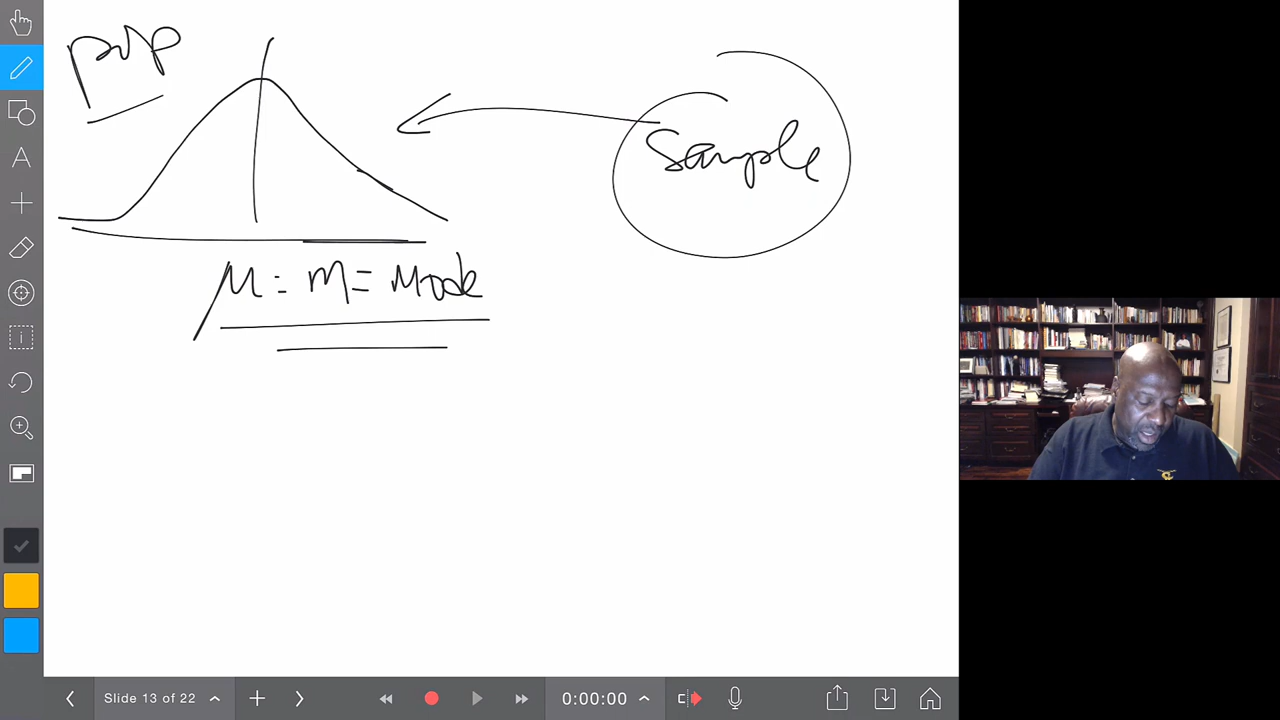 pop
Sample
μ = m = Mode
A
i
Slide 13 of 22
0:00:00